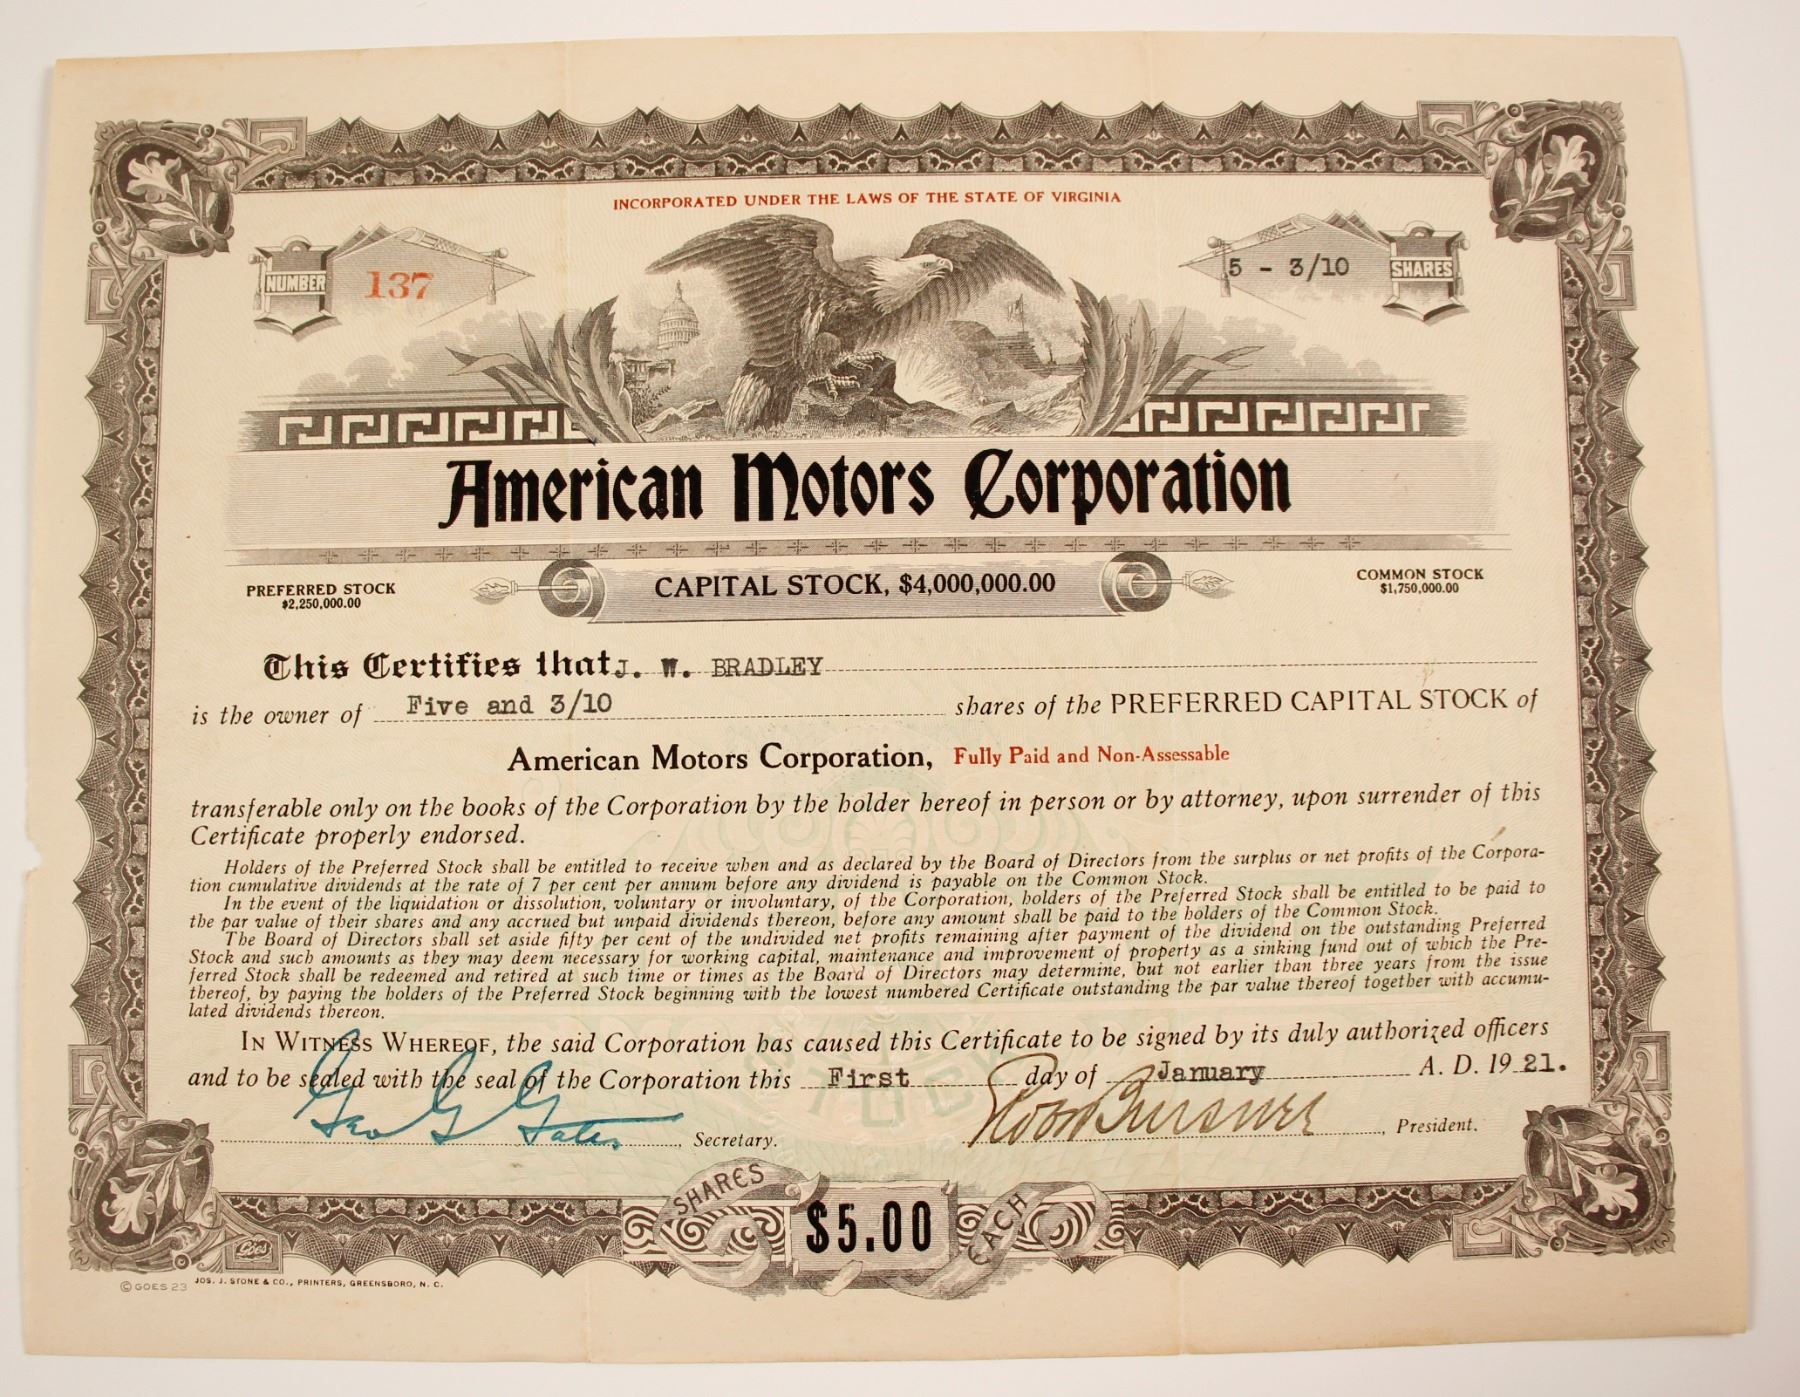 INCORPORATED UNDER THE LAWS OF THE STATE OF VIRGINIA
NUMBER 137
5 - 3/10 SHARES
American Motors Corporation
PREFERRED STOCK
$2,250,000.00
CAPITAL STOCK, $4,000,000.00
COMMON STOCK
$1,750,000.00
This Certifies that J. W. BRADLEY
is the owner of Five and 3/10 shares of the PREFERRED CAPITAL STOCK of
American Motors Corporation, Fully Paid and Non-Assessable
transferable only on the books of the Corporation by the holder hereof in person or by attorney, upon surrender of this
Certificate properly endorsed.
Holders of the Preferred Stock shall be entitled to receive when and as declared by the Board of Directors from the surplus or net profits of the Corpora-
tion cumulative dividends at the rate of 7 per cent per annum before any dividend is payable on the Common Stock.
In the event of the liquidation or dissolution, voluntary or involuntary, of the Corporation, holders of the Preferred Stock shall be entitled to be paid to
the par value of their shares and any accrued but unpaid dividends thereon, before any amount shall be paid to the holders of the Common Stock.
The Board of Directors shall set aside fifty per cent of the undivided net profits remaining after payment of the dividend on the outstanding Preferred
Stock and such amounts as they may deem necessary for working capital, maintenance and improvement of property as a sinking fund out of which the Pre-
ferred Stock shall be redeemed and retired at such time or times as the Board of Directors may determine, but not earlier than three years from the issue
thereof, by paying the holders of the Preferred Stock beginning with the lowest numbered Certificate outstanding the par value thereof together with accumu-
lated dividends thereon.
IN WITNESS WHEREOF, the said Corporation has caused this Certificate to be signed by its duly authorized officers
and to be sealed with the seal of the Corporation this First day of January A. D. 19 21.
Geo G Gates, Secretary.
President.
SHARES $5.00 EACH
Goes
© GOES 23 JOS. J. STONE & CO., PRINTERS, GREENSBORO, N. C.